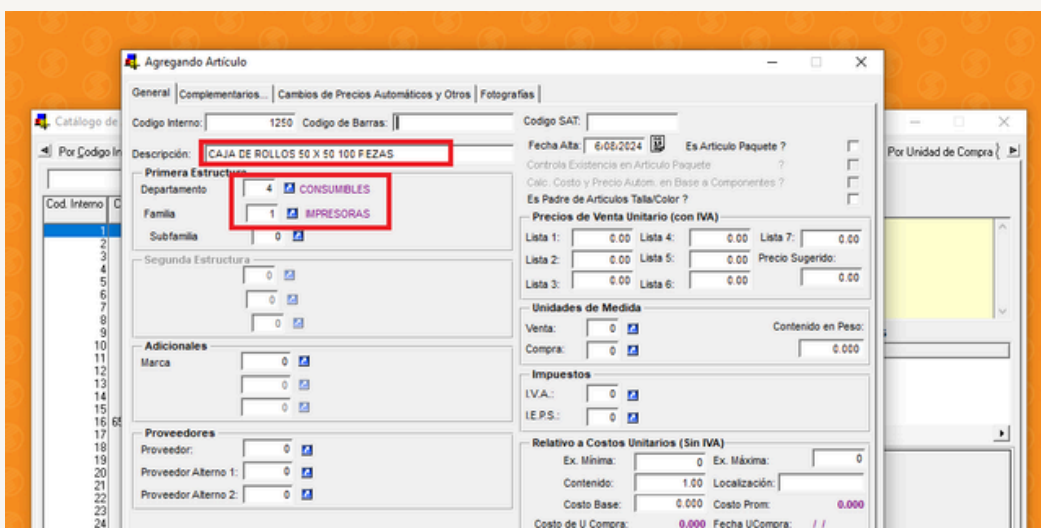 Agregando Artículo
General Complementarios... Cambios de Precios Automáticos y Otros Fotografías
Catálogo de
Por Codigo In
Por Unidad de Compra
Cod. Interno C
Codigo Interno: 1250 Codigo de Barras:
Descripción: CAJA DE ROLLOS 50 X 50 100 PEZAS
Primera Estructura
Departamento 4 CONSUMIBLES
Familia 1 IMPRESORAS
Subfamilia 0
Segunda Estructura
0
0
0
Adicionales
Marca 0
0
0
Proveedores
Proveedor: 0
Proveedor Alterno 1: 0
Proveedor Alterno 2: 0
Codigo SAT:
Fecha Alta: 6/08/2024 Es Articulo Paquete ?
Controla Existencia en Articulo Paquete ?
Calc. Costo y Precio Autom. en Base a Componentes ?
Es Padre de Articulos Talla/Color ?
Precios de Venta Unitario (con IVA)
Lista 1: 0.00 Lista 4: 0.00 Lista 7: 0.00
Lista 2: 0.00 Lista 5: 0.00 Precio Sugerido:
Lista 3: 0.00 Lista 6: 0.00 0.00
Unidades de Medida
Venta: 0 Contenido en Peso:
Compra: 0 0.000
Impuestos
I.V.A.: 0
I.E.P.S.: 0
Relativo a Costos Unitarios (Sin IVA)
Ex. Mínima: 0 Ex. Máxima: 0
Contenido: 1.00 Localización:
Costo Base: 0.000 Costo Prom: 0.000
Costo de U Compra: 0.000 Fecha UCompra: / /
1
2
3
4
5
6
7
8
9
10
11
12
13
14
15
16 65
17
18
19
20
21
22
23
24